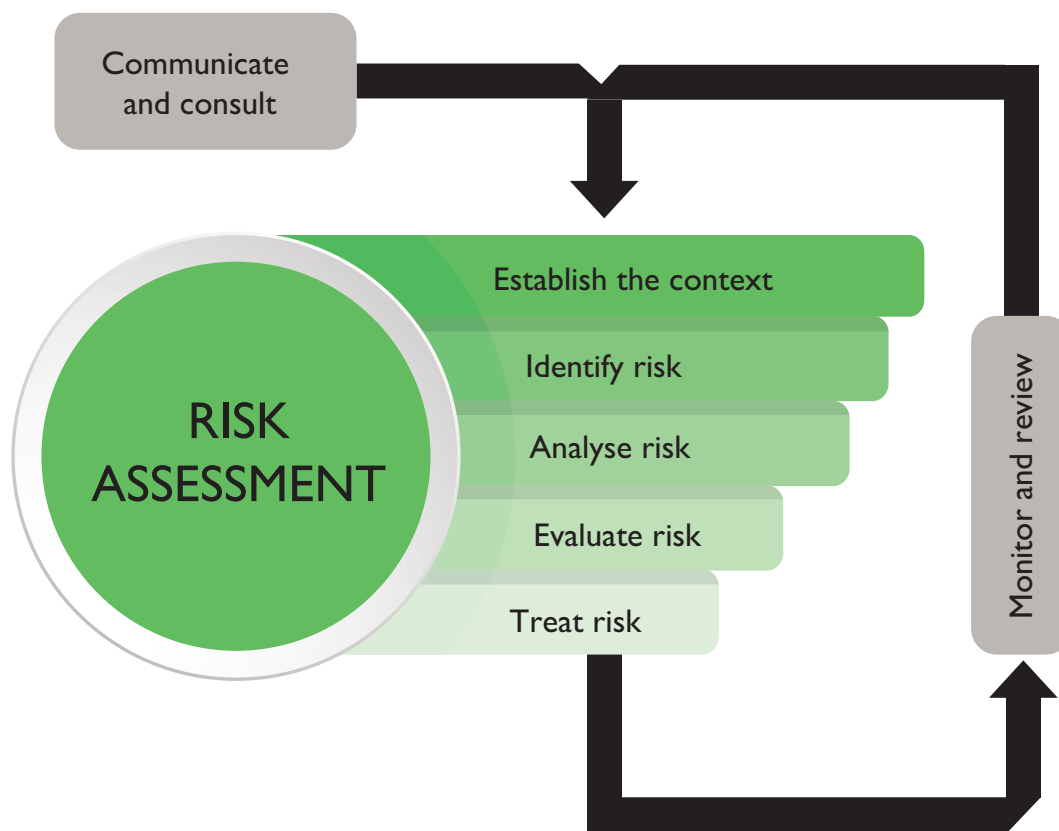 Communicate
and consult
Establish the context
Identify risk
RISK
ASSESSMENT
Analyse risk
Evaluate risk
Treat risk
Monitor and review